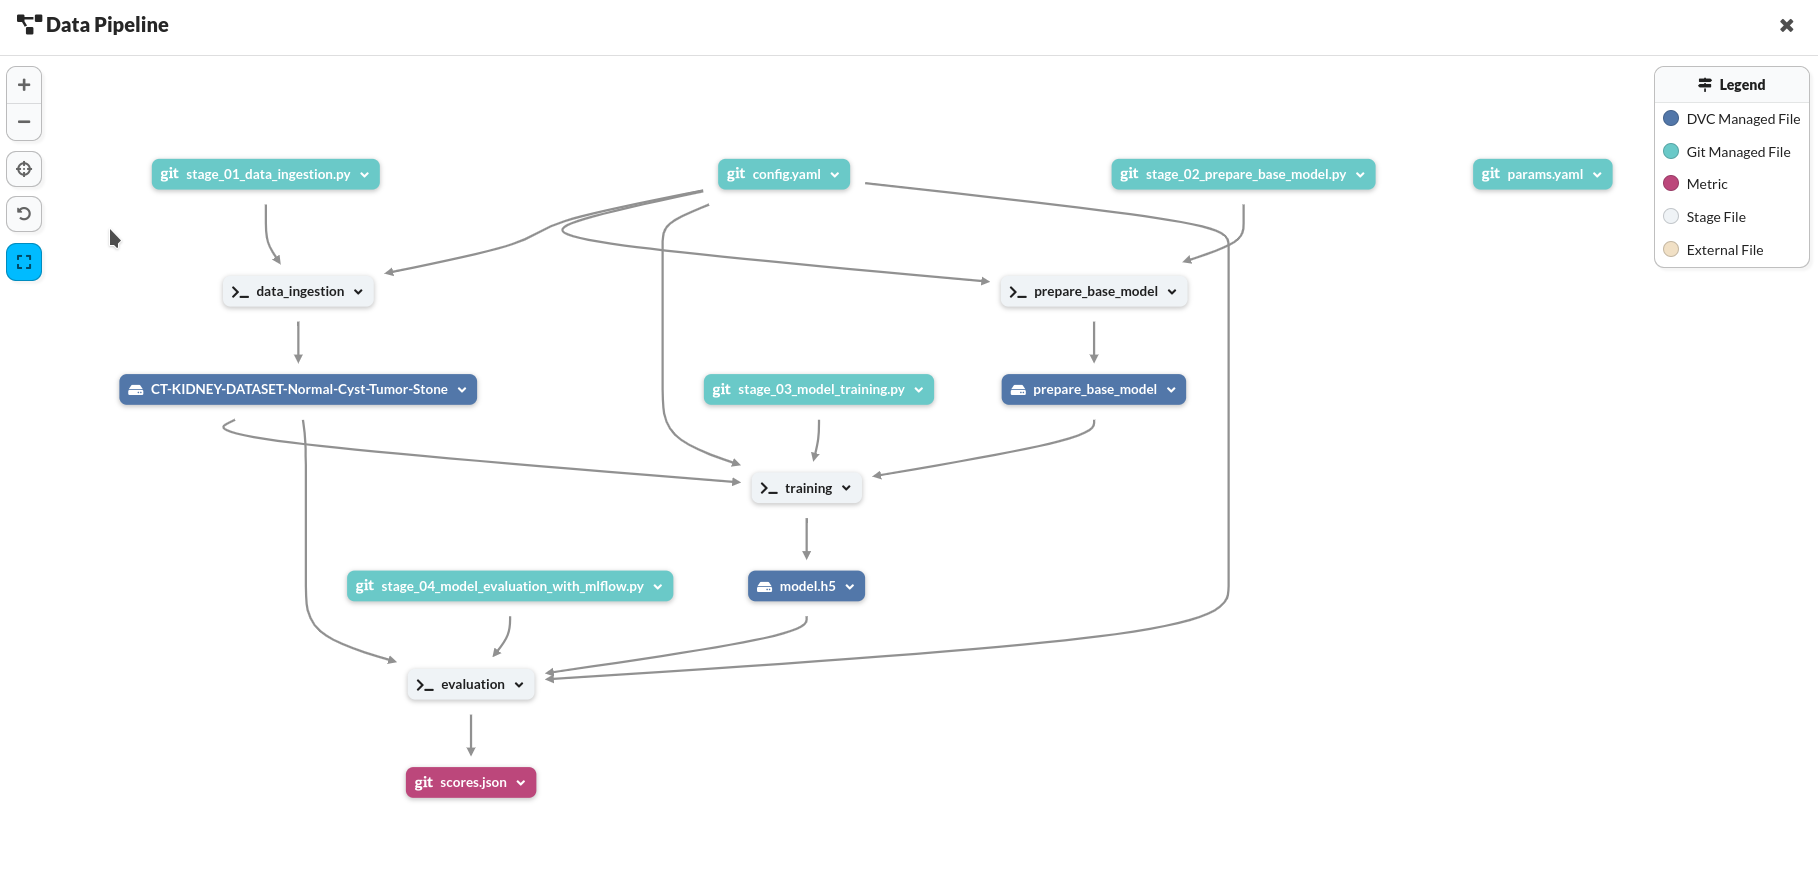 Data Pipeline
Legend
DVC Managed File
Git Managed File
Metric
Stage File
External File
git stage_01_data_ingestion.py
git config.yaml
git stage_02_prepare_base_model.py
git params.yaml
>_ data_ingestion
>_ prepare_base_model
CT-KIDNEY-DATASET-Normal-Cyst-Tumor-Stone
git stage_03_model_training.py
prepare_base_model
>_ training
git stage_04_model_evaluation_with_mlflow.py
model.h5
>_ evaluation
git scores.json